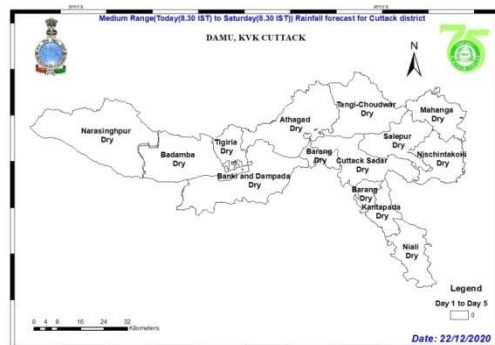 Medium Range(Today(8.30 IST) to Saturday(8.30 IST)) Rainfall forecast for Cuttack district
DAMU, KVK CUTTACK
75
N
Narasinghpur
Dry
Badamba
Dry
Tigiria
Dry
Athagad
Dry
Tangi-Choudwar
Dry
Mahanga
Dry
Salepur
Dry
Nischintakoili
Dry
Barang
Dry
Cuttack Sadar
Dry
Banki and Dampada
Dry
Barang
Dry
Kantapada
Dry
Niali
Dry
Legend
Day 1 to Day 5
0
0 4 8 16 24 32
Kilometers
Date: 22/12/2020